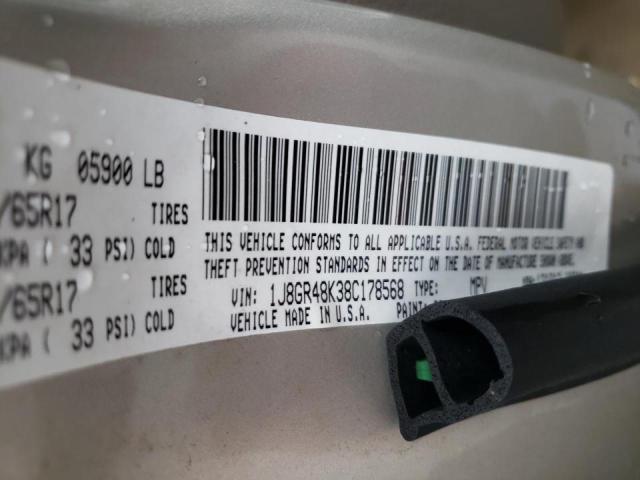 KG 05900 LB
/65R17 TIRES
KPA ( 33 PSI) COLD
/65R17 TIRES
KPA ( 33 PSI) COLD
THIS VEHICLE CONFORMS TO ALL APPLICABLE U.S.A. FEDERAL MOTOR VEHICLE SAFETY AND
THEFT PREVENTION STANDARDS IN EFFECT ON THE DATE OF MANUFACTURE SHOWN ABOVE.
VIN: 1J8GR48K38C178568 TYPE: MPV
VEHICLE MADE IN U.S.A. PAINT: